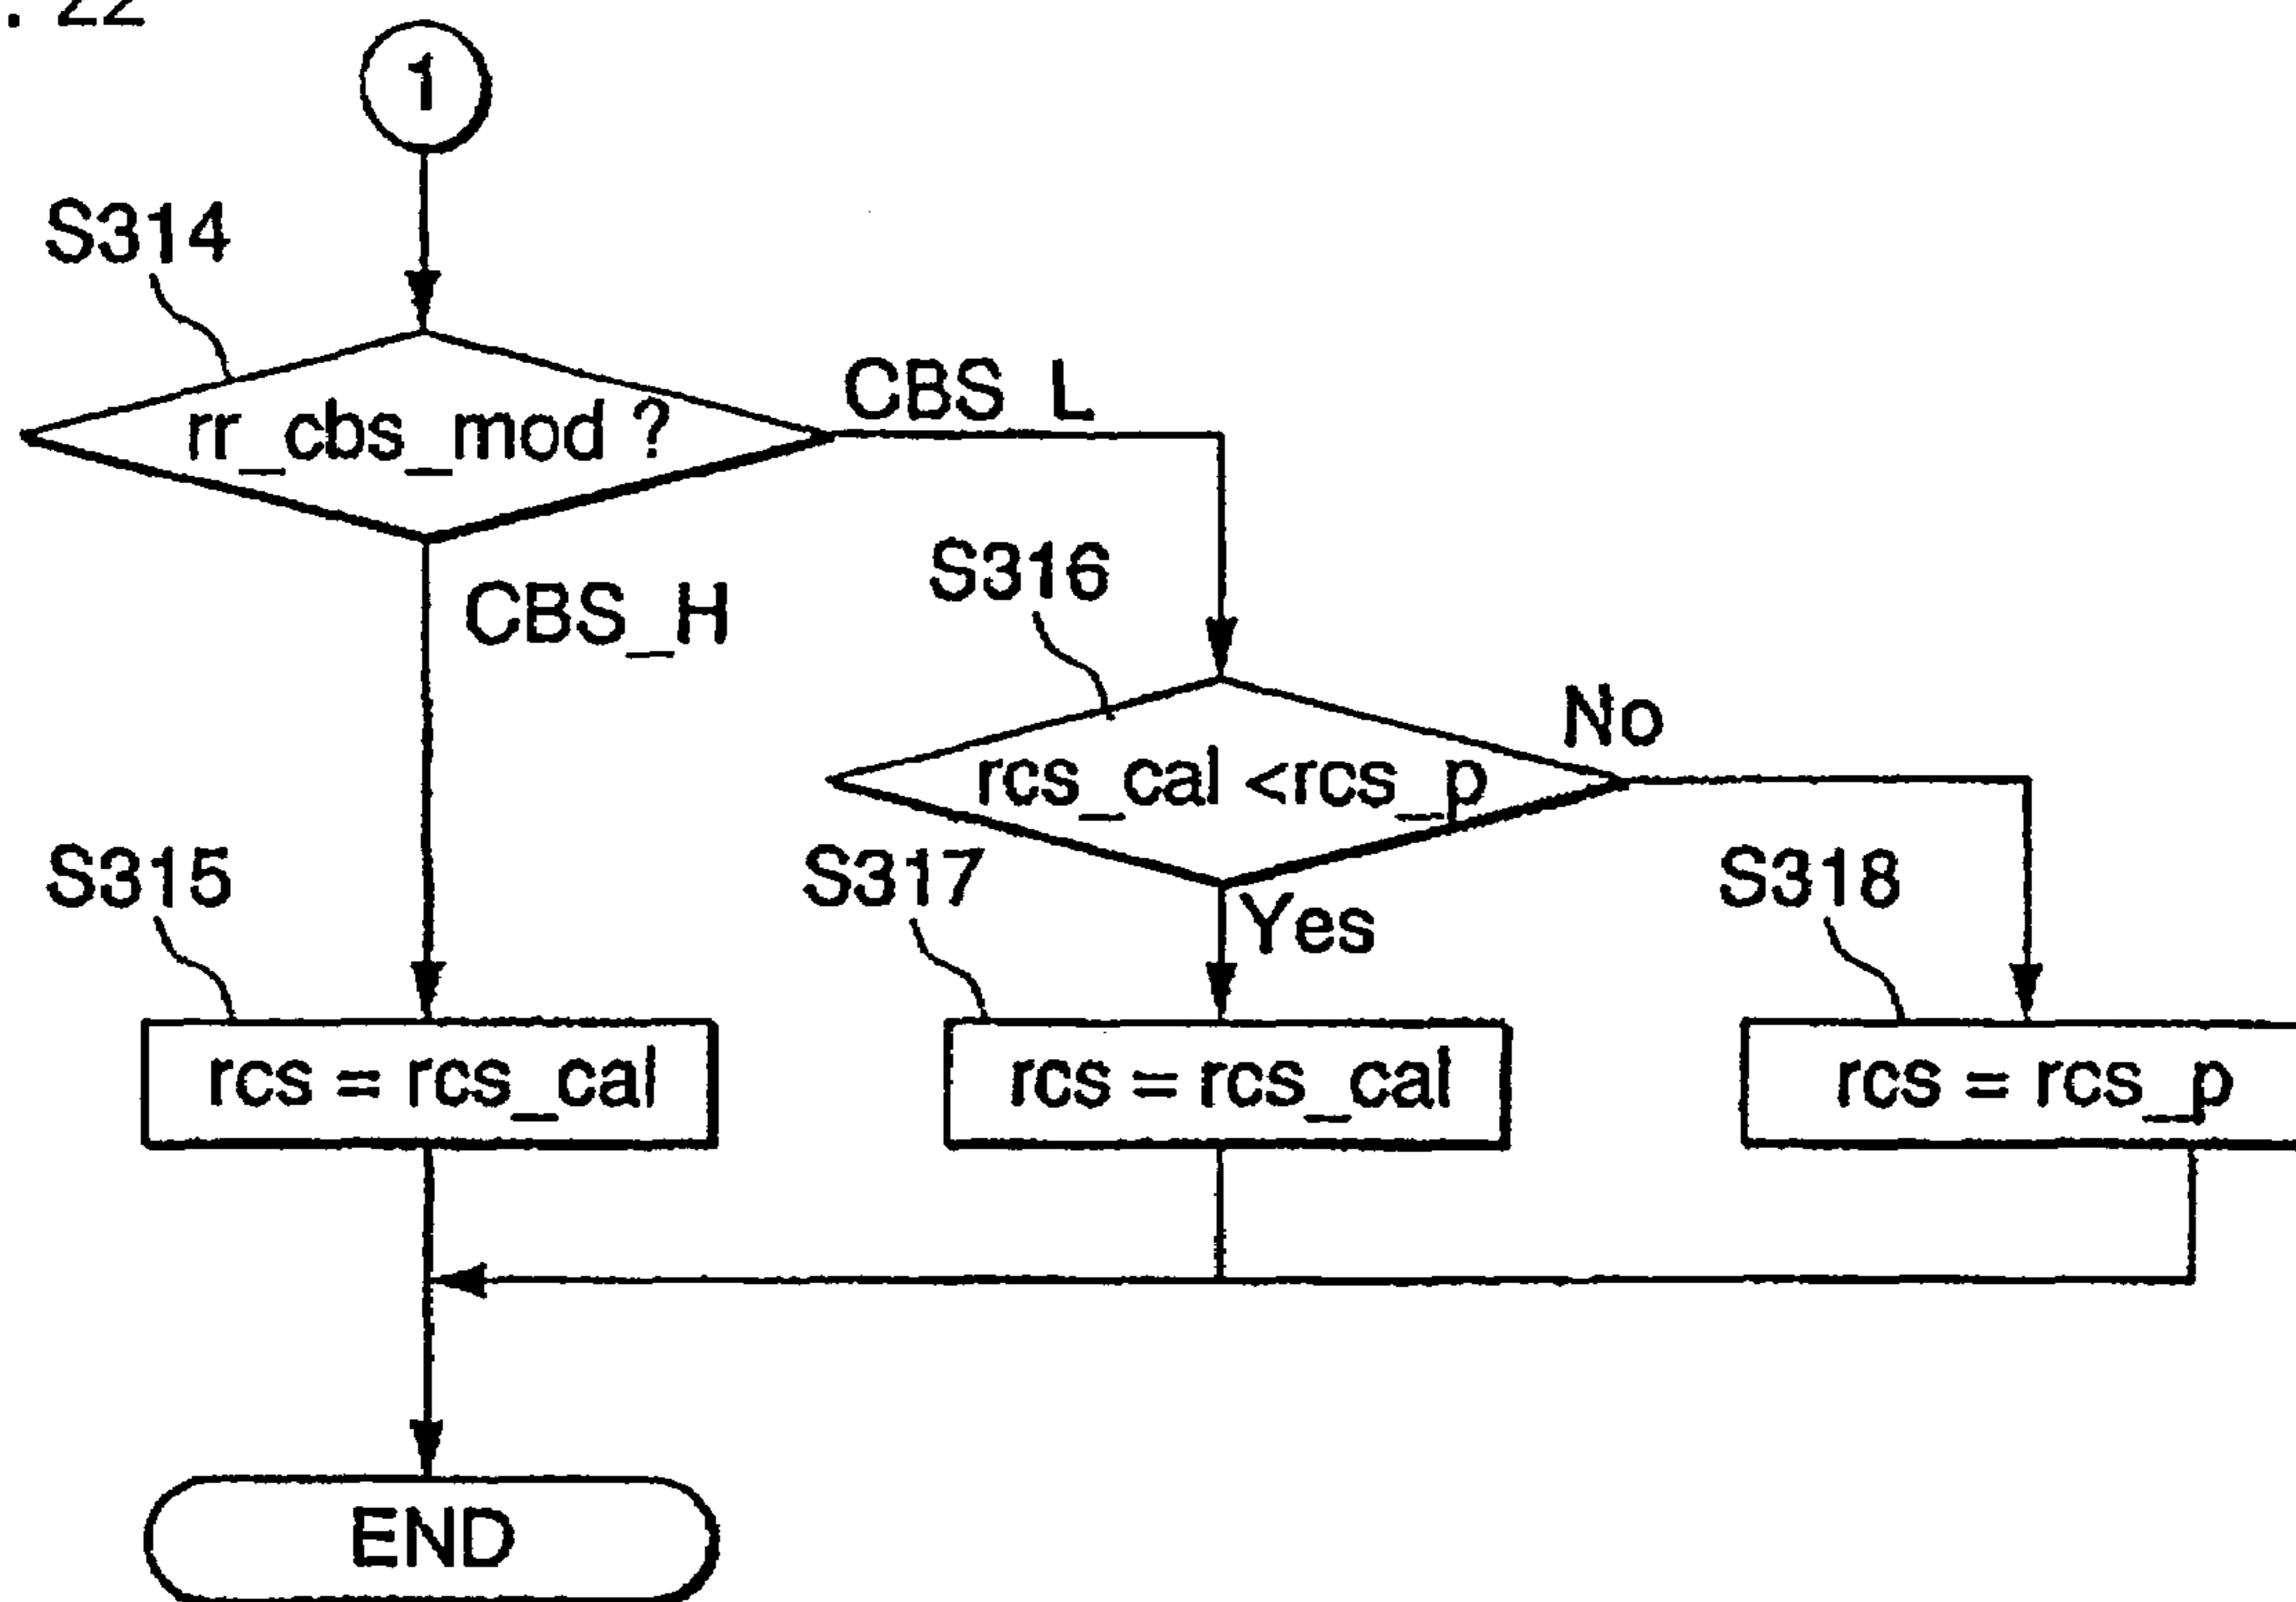 . 22
1
S314
rr_cbs_mod ?
CBS L
CBS_H
S316
rcs_cal <rcs_p
No
Yes
S315
rcs = rcs_cal
S317
rcs = rcs_cal
S318
rcs = rcs_p
END